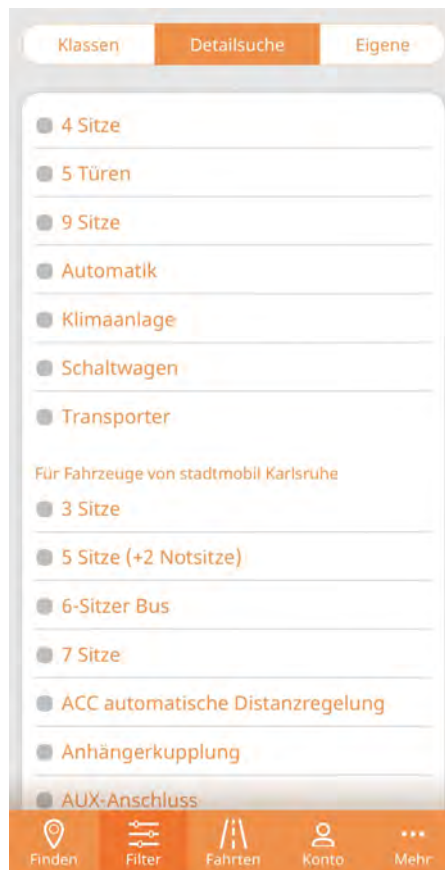 Klassen Detailsuche Eigene
4 Sitze
5 Türen
9 Sitze
Automatik
Klimaanlage
Schaltwagen
Transporter
Für Fahrzeuge von stadtmobil Karlsruhe
3 Sitze
5 Sitze (+2 Notsitze)
6-Sitzer Bus
7 Sitze
ACC automatische Distanzregelung
Anhängerkupplung
AUX-Anschluss
Finden Filter Fahrten Konto Mehr